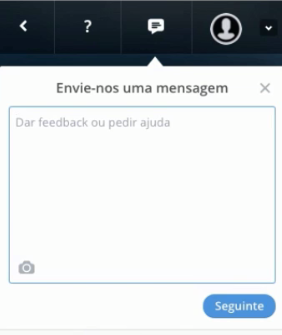 ?
Envie-nos uma mensagem
Dar feedback ou pedir ajuda
Seguinte